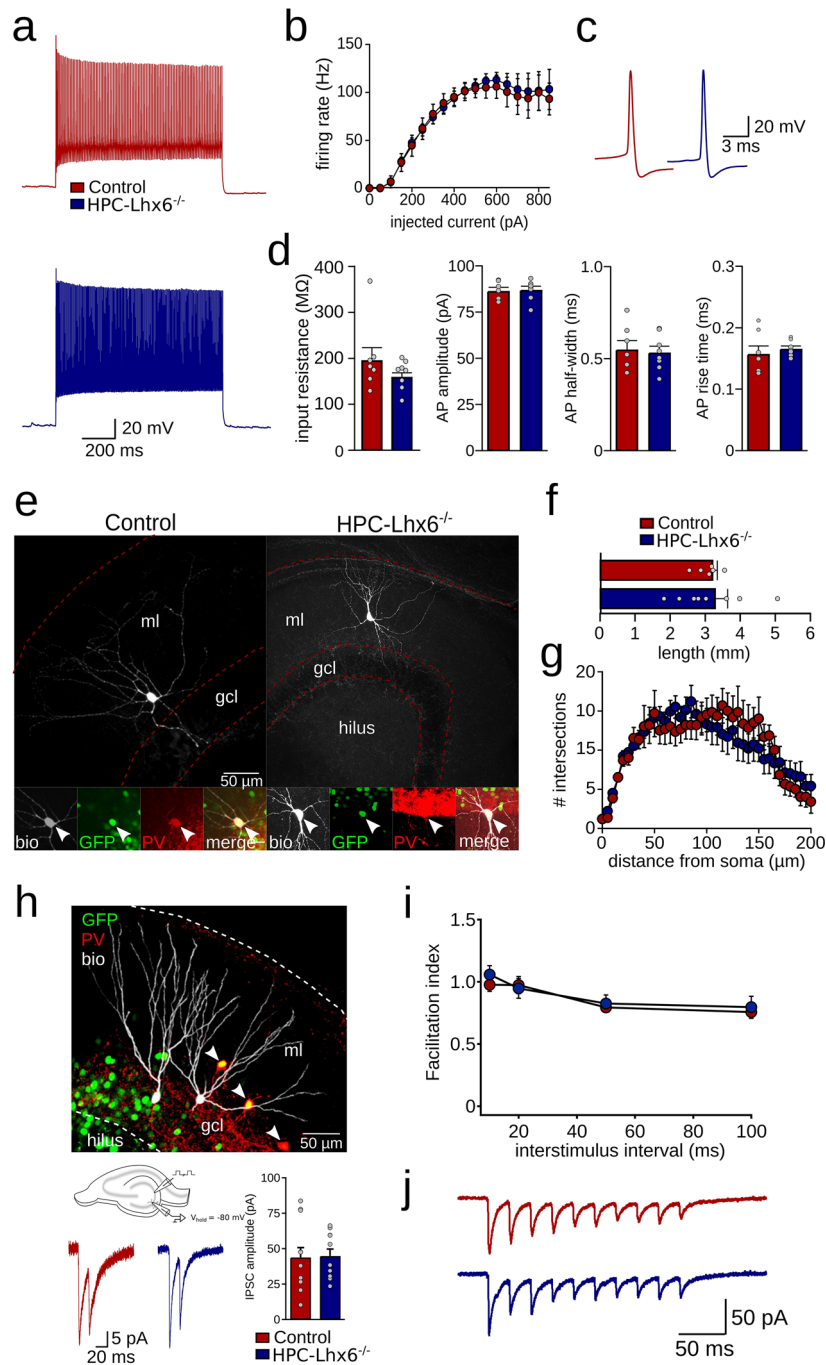 a
Control
HPC-Lhx6-/-
20 mV
200 ms
b
firing rate (Hz)
150
100
50
0
0 200 400 600 800
injected current (pA)
c
20 mV
3 ms
d
input resistance (MΩ)
400
300
200
100
0
AP amplitude (pA)
100
75
50
25
0
AP half-width (ms)
1.0
0.5
0
AP rise time (ms)
0.3
0.2
0.1
0
e
Control
HPC-Lhx6-/-
ml
gcl
50 µm
ml
gcl
hilus
bio GFP PV merge
bio GFP PV merge
f
Control
HPC-Lhx6-/-
0 1 2 3 4 5 6
length (mm)
g
# intersections
20
10
15
5
0
0 50 100 150 200
distance from soma (µm)
h
GFP
PV
bio
ml
gcl
hilus
50 µm
Vhold = -80 mV
5 pA
20 ms
IPSC amplitude (pA)
100
75
50
25
0
Control
HPC-Lhx6-/-
i
Facilitation index
1.5
1.0
0.5
0
20 40 60 80 100
interstimulus interval (ms)
j
50 pA
50 ms